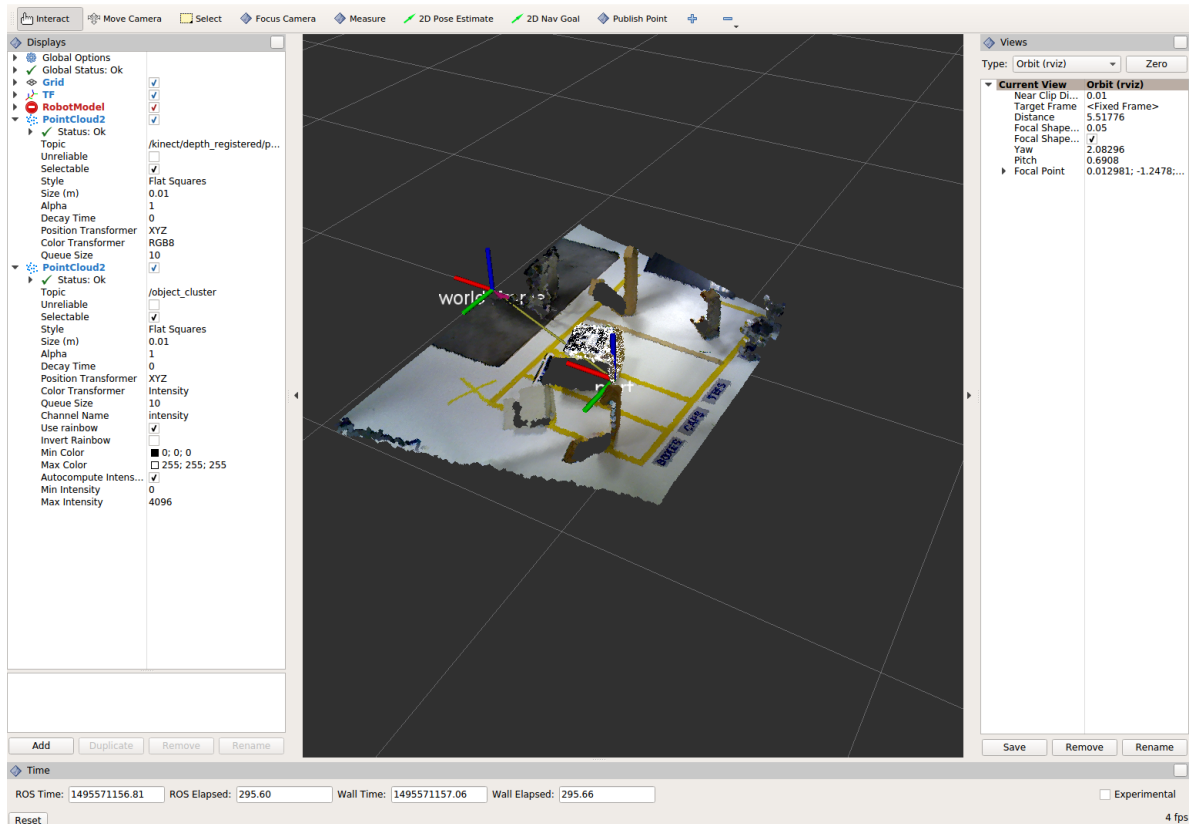 Interact Move Camera Select Focus Camera Measure 2D Pose Estimate 2D Nav Goal Publish Point
Displays
Global Options
Global Status: Ok
Grid
TF
RobotModel
PointCloud2
Status: Ok
Topic /kinect/depth_registered/p...
Unreliable
Selectable
Style Flat Squares
Size (m) 0.01
Alpha 1
Decay Time 0
Position Transformer XYZ
Color Transformer RGB8
Queue Size 10
PointCloud2
Status: Ok
Topic /object_cluster
Unreliable
Selectable
Style Flat Squares
Size (m) 0.01
Alpha 1
Decay Time 0
Position Transformer XYZ
Color Transformer Intensity
Queue Size 10
Channel Name intensity
Use rainbow
Invert Rainbow
Min Color 0; 0; 0
Max Color 255; 255; 255
Autocompute Intens...
Min Intensity 0
Max Intensity 4096
Add Duplicate Remove Rename
BOXES CAPS
Views
Type: Orbit (rviz) Zero
Current View Orbit (rviz)
Near Clip Di... 0.01
Target Frame <Fixed Frame>
Distance 5.51776
Focal Shape... 0.05
Focal Shape...
Yaw 2.08296
Pitch 0.6908
Focal Point 0.012981; -1.2478;...
Save Remove Rename
Time
ROS Time: 1495571156.81 ROS Elapsed: 295.60 Wall Time: 1495571157.06 Wall Elapsed: 295.66 Experimental
Reset 4 fps